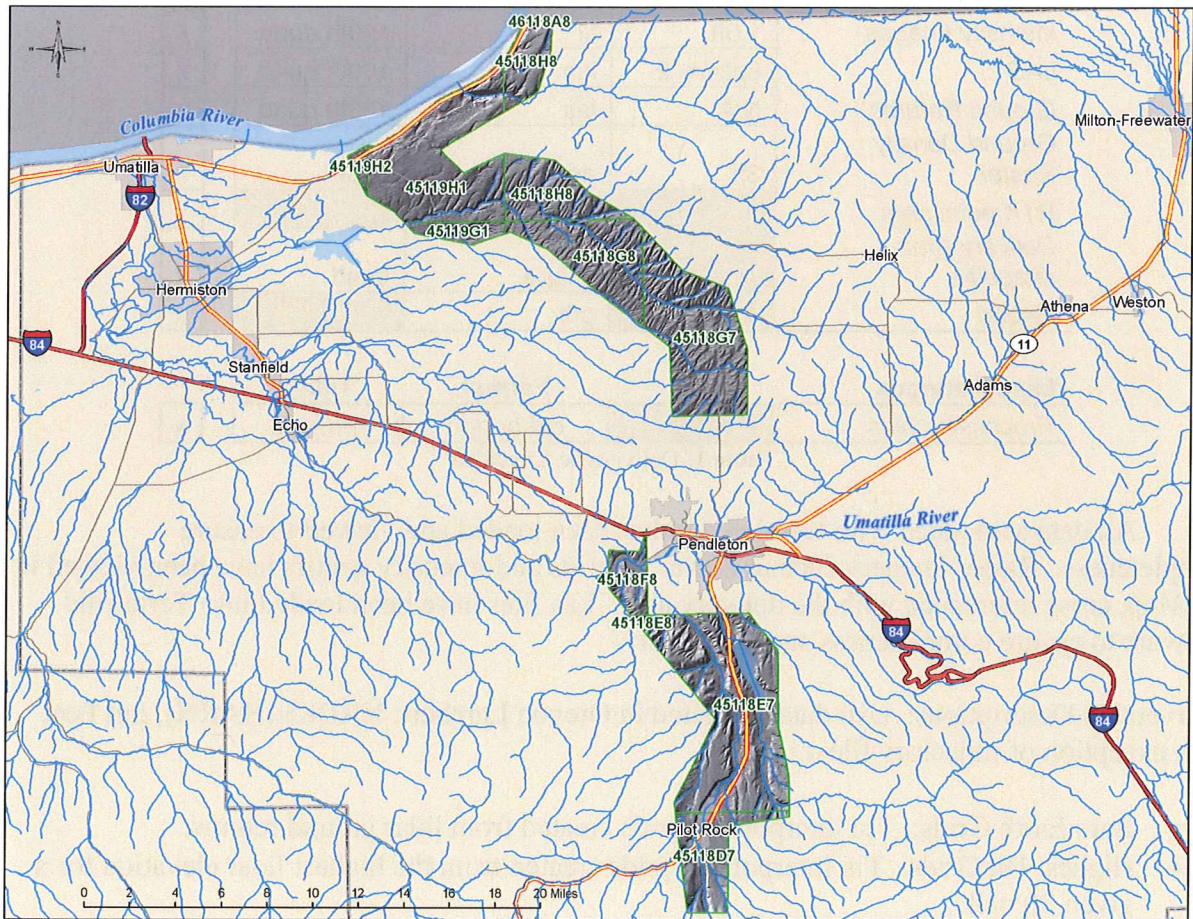 46118A8
45118H8
Columbia River
Milton-Freewater
Umatilla
45119H2
82
45119H1
45118H8
45119G1
45118G8
Helix
Hermiston
Athena
Weston
84
45118G7
11
Stanfield
Adams
Echo
Umatilla River
Pendleton
45118F8
45118E8
84
45118E7
84
Pilot Rock
45118D7
0 2 4 6 8 10 12 14 16 18 20 Miles